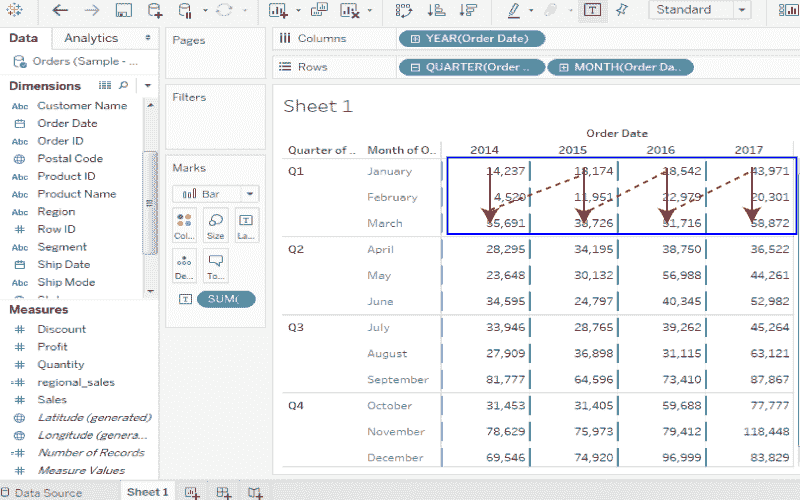 Standard
Data
Analytics
Orders (Sample - ...
Dimensions
Abc Customer Name
Order Date
Abc Order ID
Postal Code
Abc Product ID
Abc Product Name
Abc Region
# Row ID
Abc Segment
Ship Date
Abc Ship Mode
Measures
# Discount
# Profit
# Quantity
=# regional_sales
# Sales
Latitude (generated)
Longitude (genera...
=# Number of Records
# Measure Values
Pages
Filters
Marks
Bar
Col... Size La...
De... To...
SUM(
Columns YEAR(Order Date)
Rows QUARTER(Order .. MONTH(Order Da..
Sheet 1
Order Date
Quarter of .. Month of O.. 2014 2015 2016 2017
Q1 January 14,237 18,174 18,542 43,971
February 4,520 11,951 22,979 20,301
March 58,872
Q2 April 28,295 34,195 38,750 36,522
May 23,648 30,132 56,988 44,261
June 34,595 24,797 40,345 52,982
Q3 July 33,946 28,765 39,262 45,264
August 27,909 36,898 31,115 63,121
September 81,777 64,596 73,410 87,867
Q4 October 31,453 31,405 59,688 77,777
November 78,629 75,973 79,412 118,448
December 69,546 74,920 96,999 83,829
Data Source
Sheet 1